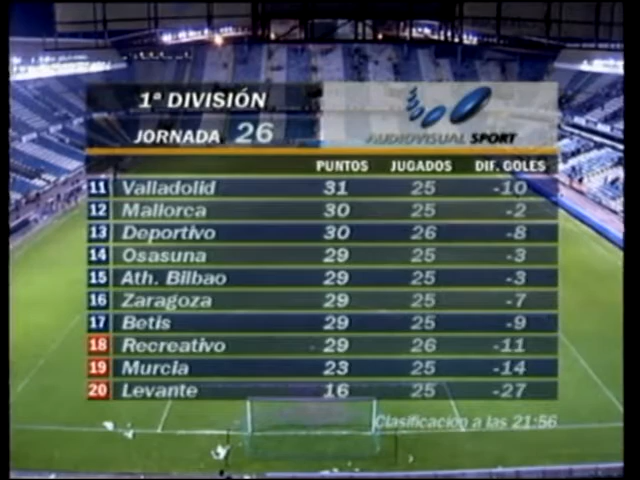 1ª DIVISIÓN
JORNADA 26
AUDIOVISUAL SPORT
PUNTOS JUGADOS DIF. GOLES
11 Valladolid 31 25 -10
12 Mallorca 30 25 -2
13 Deportivo 30 26 -8
14 Osasuna 29 25 -3
15 Ath. Bilbao 29 25 -3
16 Zaragoza 29 25 -7
17 Betis 29 25 -9
18 Recreativo 29 26 -11
19 Murcia 23 25 -14
20 Levante 16 25 -27
Clasificación a las 21:56